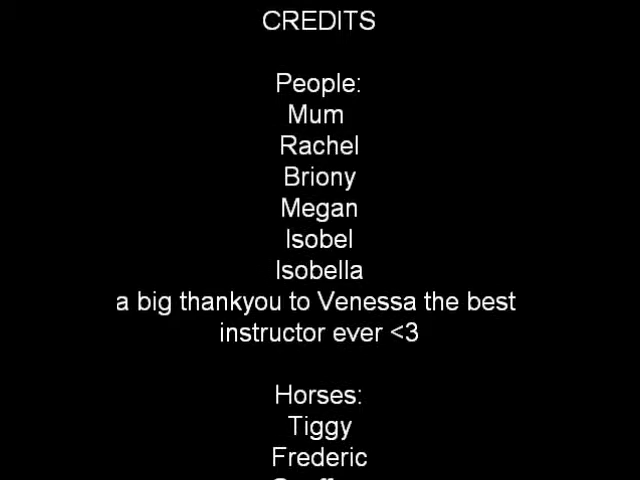 CREDITS
People:
Mum
Rachel
Briony
Megan
Isobel
Isobella
a big thankyou to Venessa the best
instructor ever <3
Horses:
Tiggy
Frederic